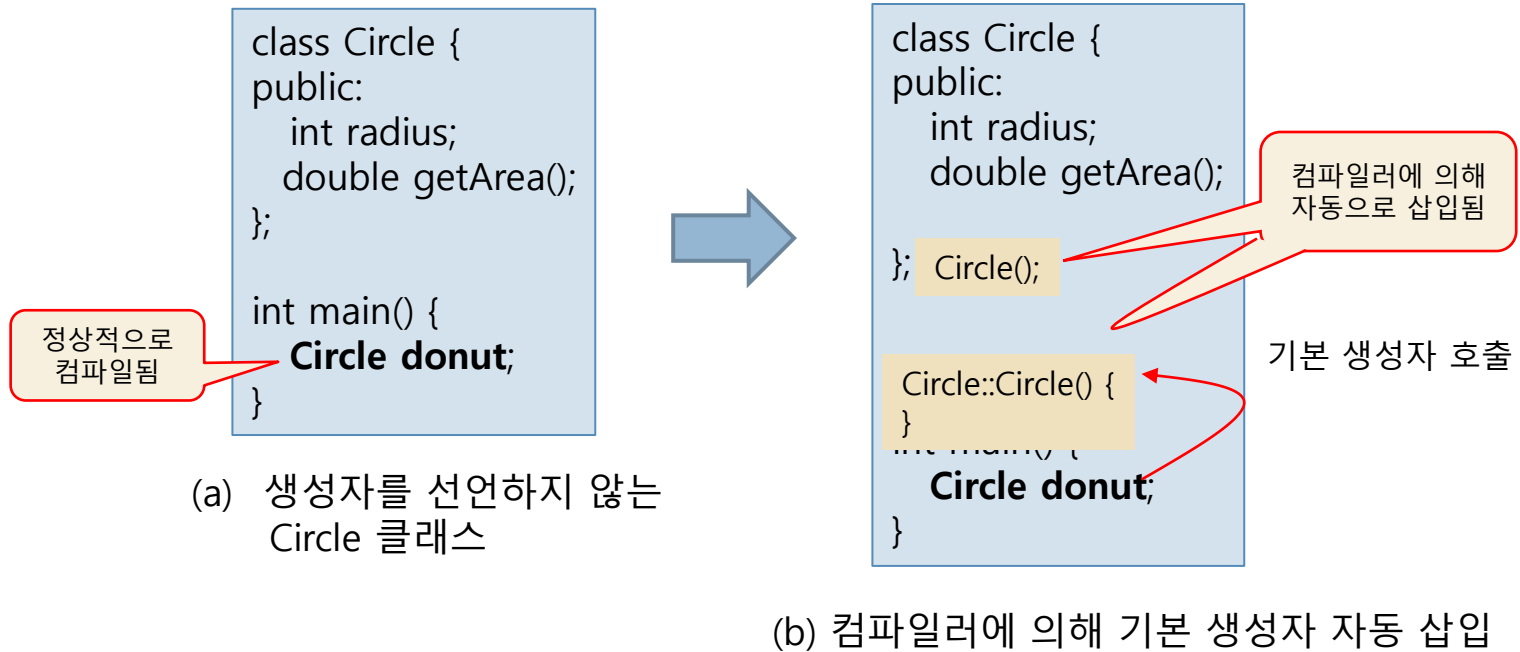 class Circle {
public:
int radius;
double getArea();
};
int main() {
Circle donut;
}
정상적으로
컴파일됨
(a) 생성자를 선언하지 않는
Circle 클래스
class Circle {
public:
int radius;
double getArea();
}; Circle();
컴파일러에 의해
자동으로 삽입됨
기본 생성자 호출
Circle::Circle() {
}
int main() {
Circle donut;
}
(b) 컴파일러에 의해 기본 생성자 자동 삽입